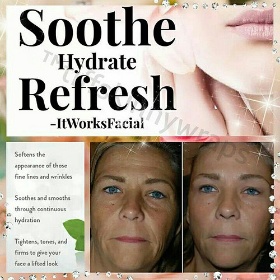 Soothe
Hydrate
Refresh
-ItWorksFacial
Softens the
appearance of those
fine lines and wrinkles
Soothes and smooths
through continuous
hydration
Tightens, tones, and
firms to give your
face a lifted look